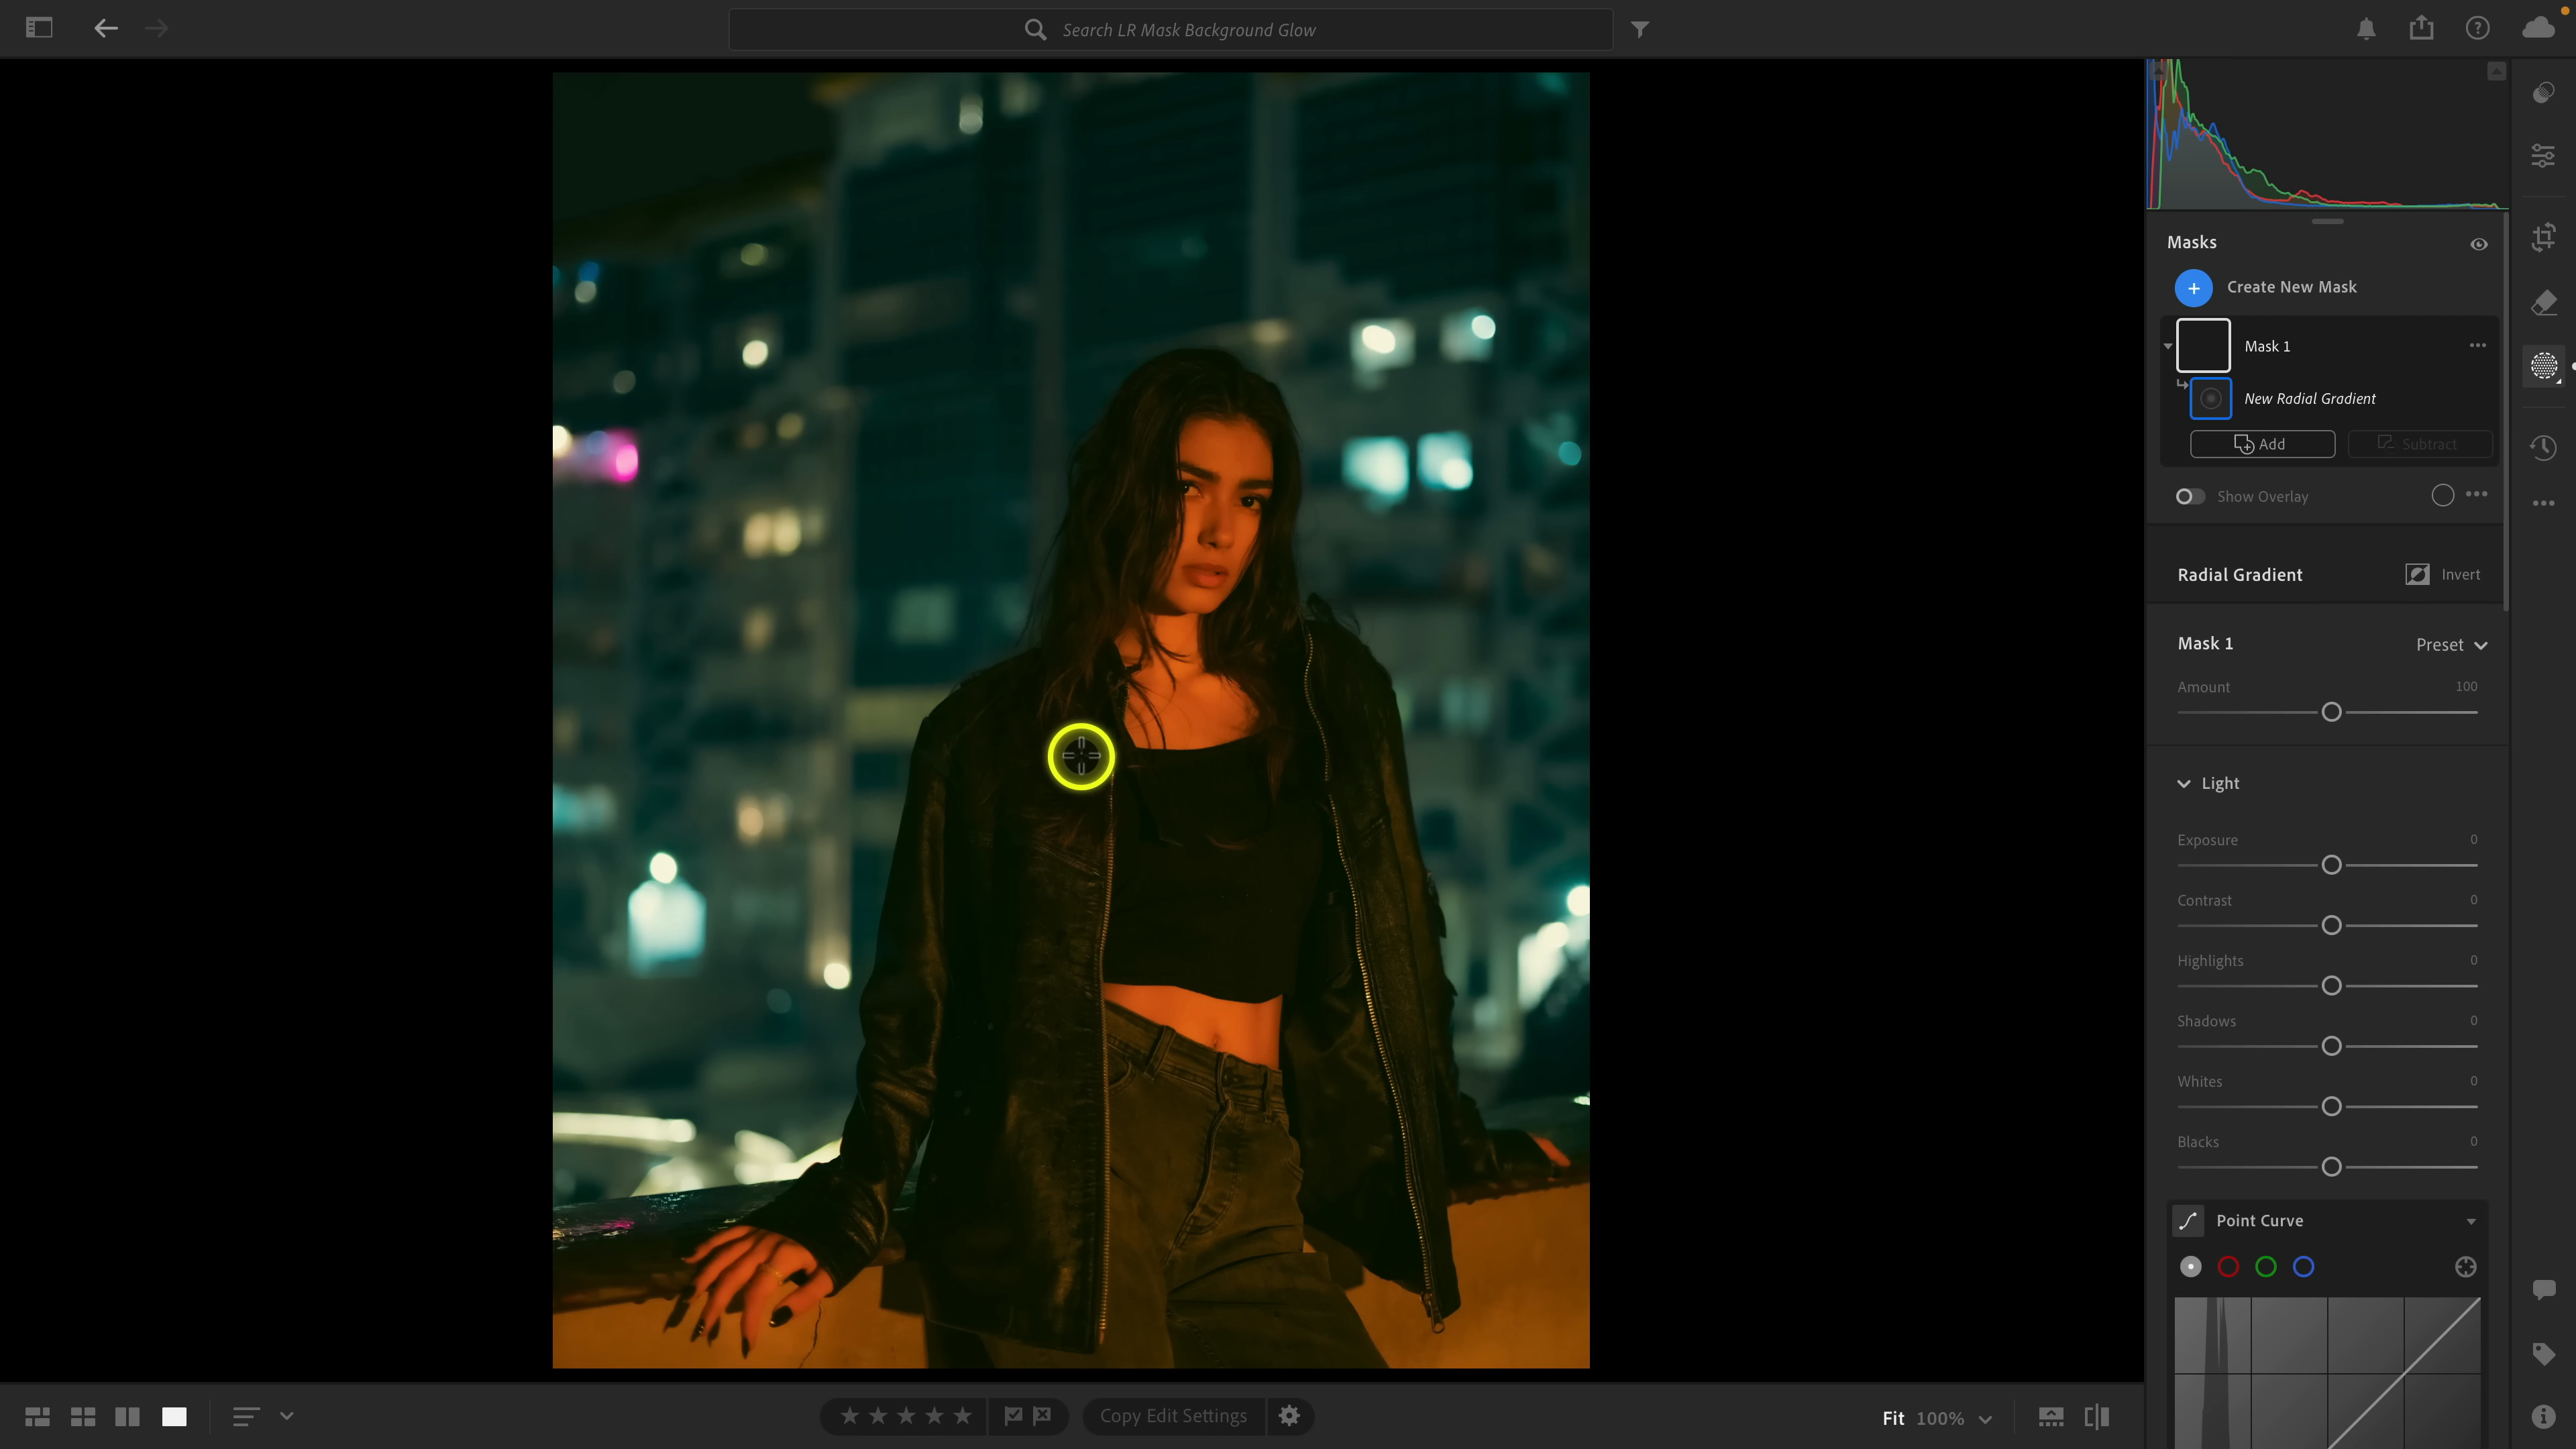 Search LR Mask Background Glow
Masks
Create New Mask
Mask 1
New Radial Gradient
Add
Subtract
Show Overlay
Radial Gradient
Invert
Mask 1
Preset
Amount
100
Light
Exposure
0
Contrast
0
Highlights
0
Shadows
0
Whites
0
Blacks
0
Point Curve
Copy Edit Settings
Fit
100%